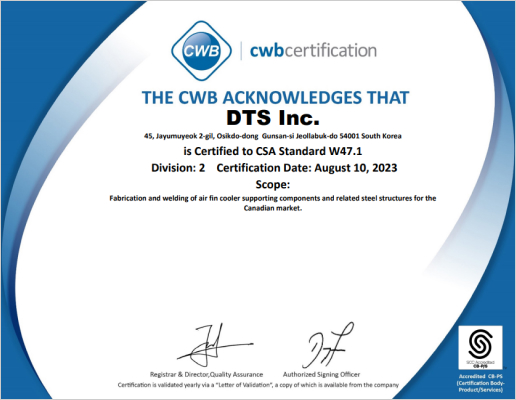 CWB
cwbcertification
THE CWB ACKNOWLEDGES THAT
DTS Inc.
45, Jayumuyeok 2-gil, Osikdo-dong Gunsan-si Jeollabuk-do 54001 South Korea
is Certified to CSA Standard W47.1
Division: 2 Certification Date: August 10, 2023
Scope:
Fabrication and welding of air fin cooler supporting components and related steel structures for the
Canadian market.
Registrar & Director,Quality Assurance Authorized Signing Officer
Certification is validated yearly via a "Letter of Validation", a copy of which is available from the company
SCC Accredited
CB-P/S
Accredited CB-PS
(Certification Body-
Product/Services)